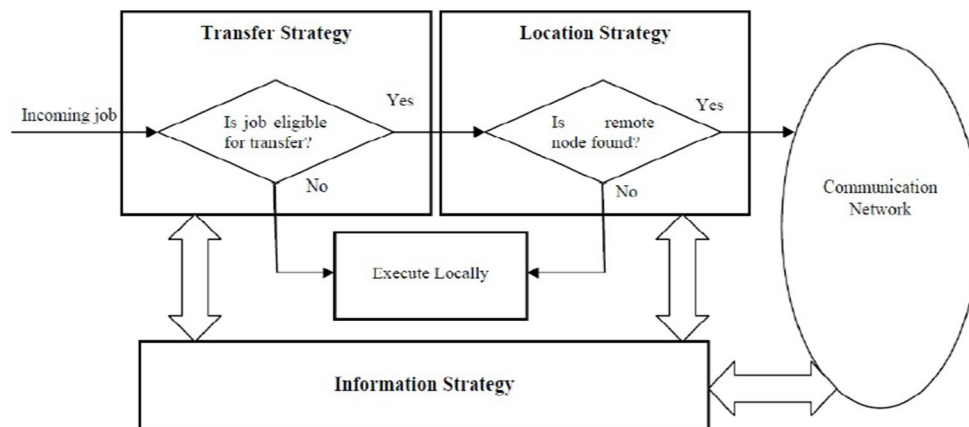 Transfer Strategy
Location Strategy
Incoming job
Is job eligible
for transfer?
Yes
No
Is remote
node found?
Yes
No
Communication
Network
Execute Locally
Information Strategy